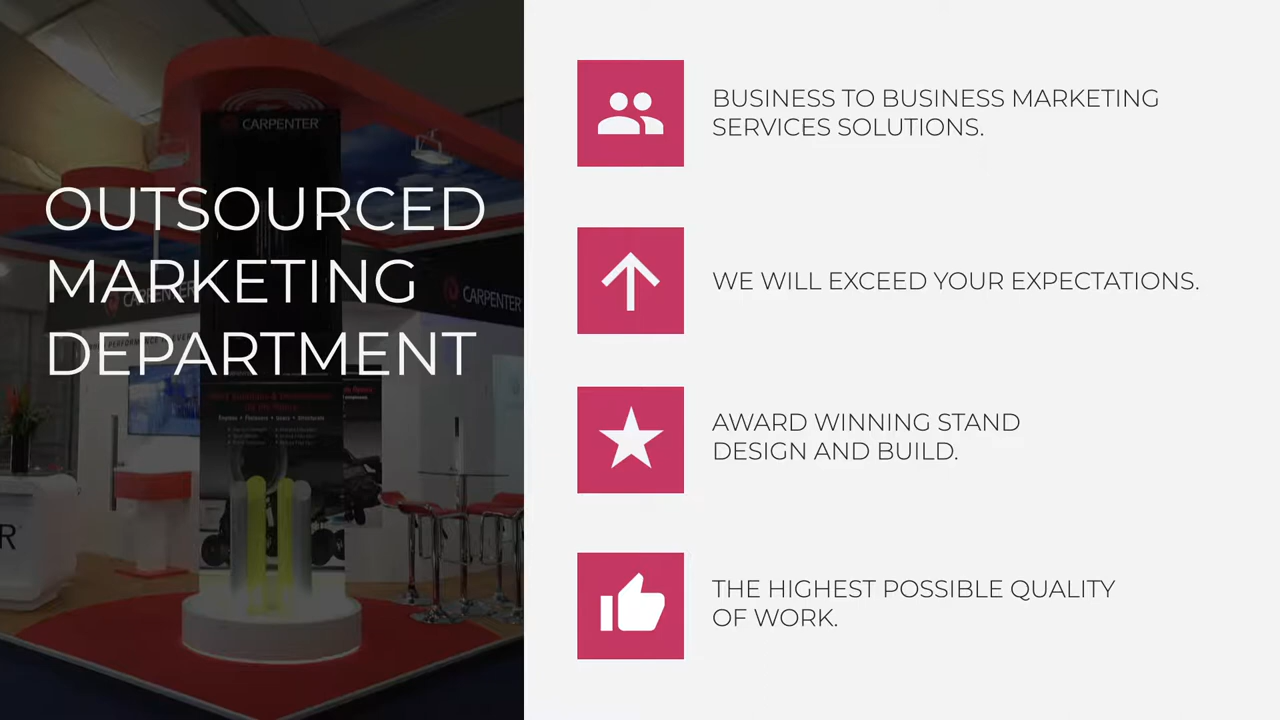 OUTSOURCED
MARKETING
DEPARTMENT
CARPENTER
CARPENTER
CARPENTER
BUSINESS TO BUSINESS MARKETING
SERVICES SOLUTIONS.
WE WILL EXCEED YOUR EXPECTATIONS.
AWARD WINNING STAND
DESIGN AND BUILD.
THE HIGHEST POSSIBLE QUALITY
OF WORK.